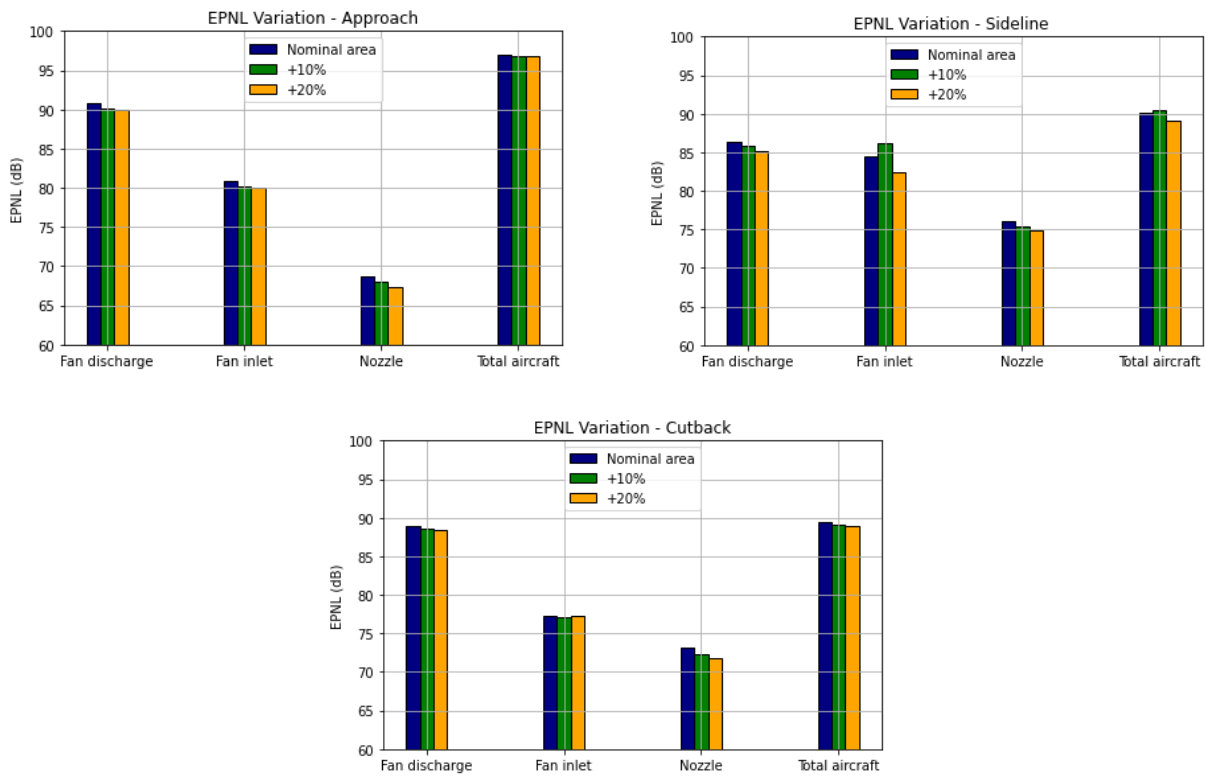 EPNL Variation - Approach
100
95
90
85
80
75
70
65
60
EPNL (dB)
Nominal area
+10%
+20%
Fan discharge Fan inlet Nozzle Total aircraft
EPNL Variation - Sideline
100
95
90
85
80
75
70
65
60
EPNL (dB)
Nominal area
+10%
+20%
Fan discharge Fan inlet Nozzle Total aircraft
EPNL Variation - Cutback
100
95
90
85
80
75
70
65
60
EPNL (dB)
Nominal area
+10%
+20%
Fan discharge Fan inlet Nozzle Total aircraft